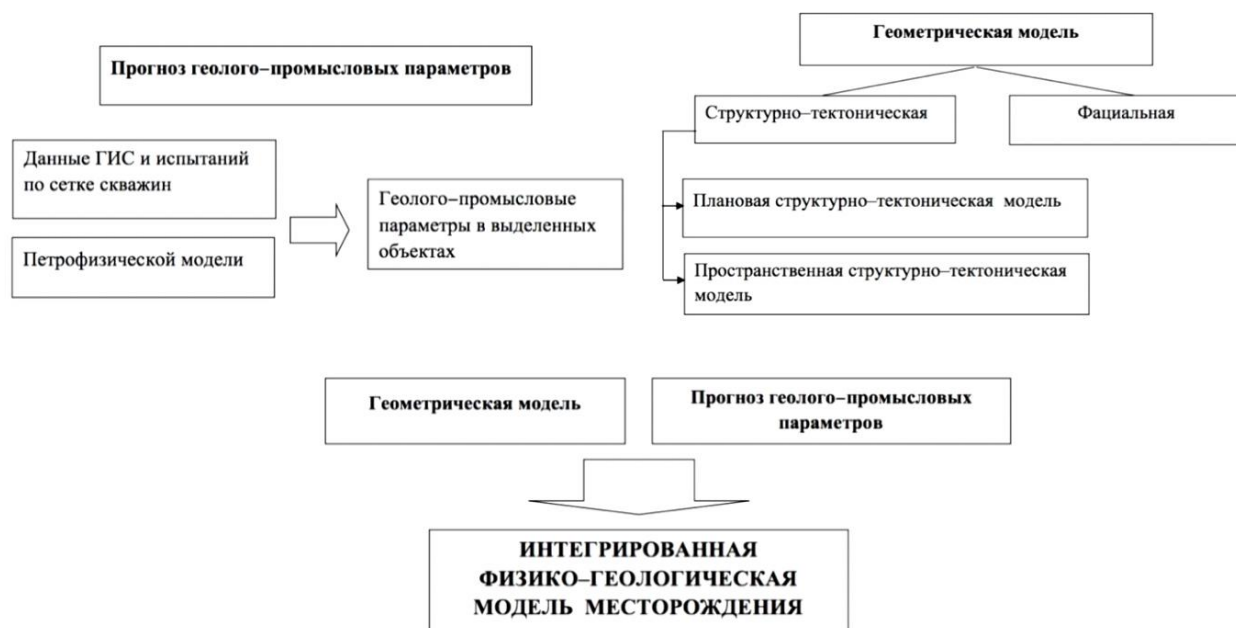 Прогноз геолого–промысловых параметров
Данные ГИС и испытаний
по сетке скважин
Петрофизической модели
Геолого–промысловые
параметры в выделенных
объектах
Геометрическая модель
Структурно–тектоническая
Фациальная
Плановая структурно–тектоническая модель
Пространственная структурно–тектоническая
модель
Геометрическая модель
Прогноз геолого–промысловых
параметров
ИНТЕГРИРОВАННАЯ
ФИЗИКО–ГЕОЛОГИЧЕСКАЯ
МОДЕЛЬ МЕСТОРОЖДЕНИЯ